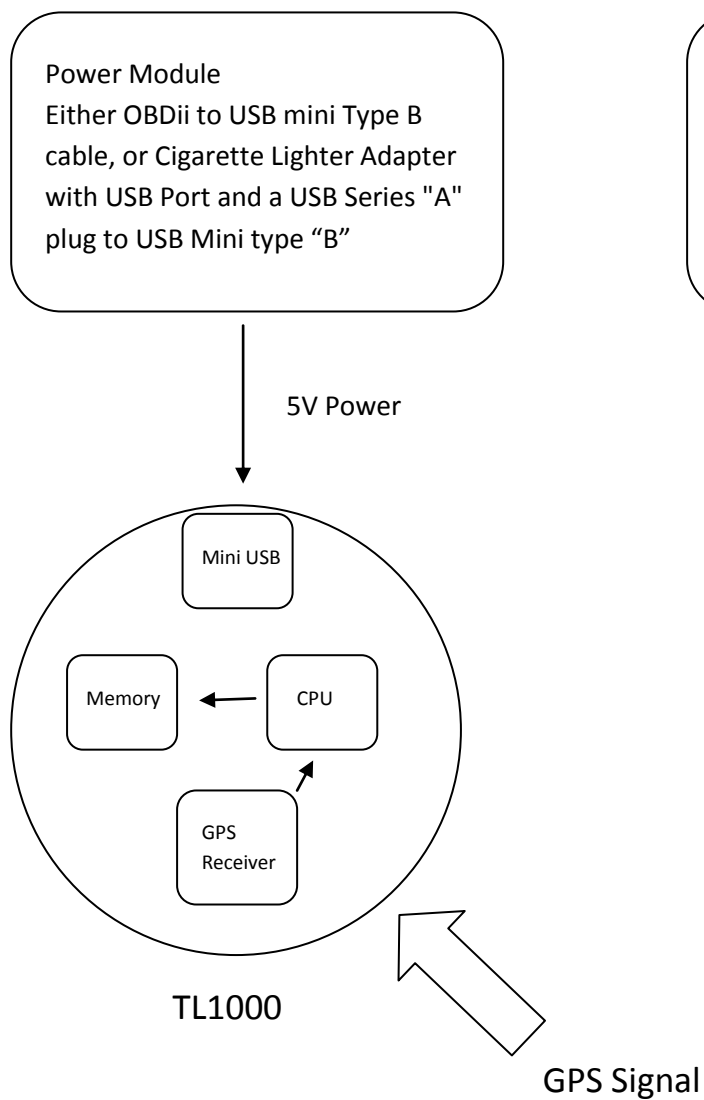 Power Module
Either OBDii to USB mini Type B
cable, or Cigarette Lighter Adapter
with USB Port and a USB Series "A"
plug to USB Mini type “B”
5V Power
Mini USB
Memory
CPU
GPS
Receiver
TL1000
GPS Signal